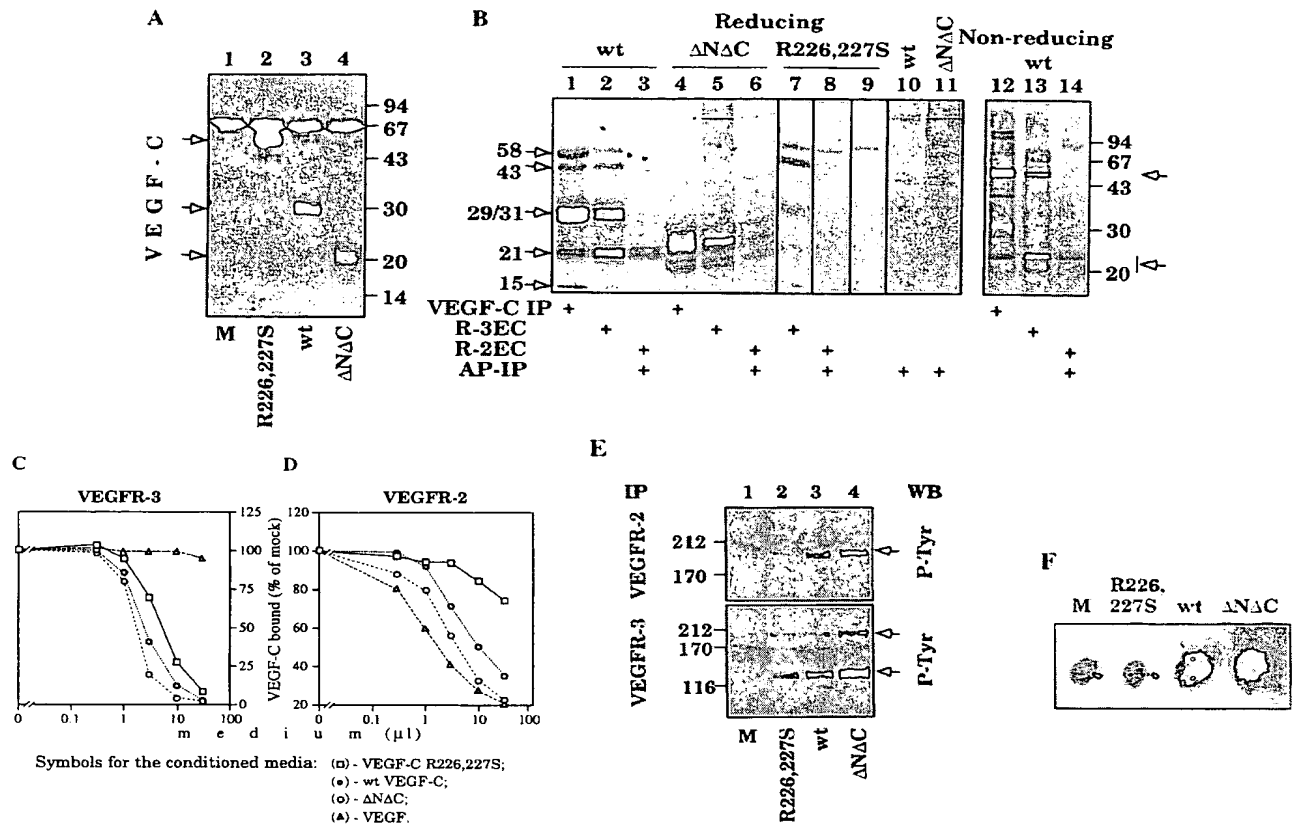 A
1 2 3 4
94
67
43
30
20
14
VEGF-C
M
R226,227S
wt
ΔNΔC
B
Reducing
wt ΔNΔC R226,227S wt ΔNΔC
Non-reducing
wt
1 2 3 4 5 6 7 8 9 10 11 12 13 14
58
43
29/31
21
15
94
67
43
30
20
VEGF-C IP + + +
R-3EC + + + +
R-2EC + + + +
AP-IP + + + + + +
C
VEGFR-3
125
100
75
50
25
0
0 0.1 1 10 100
VEGF-C bound (% of mock)
D
VEGFR-2
120
100
80
60
40
20
0 0.1 1 10 100
medium (µl)
Symbols for the conditioned media: (□) - VEGF-C R226,227S;
(●) - wt VEGF-C;
(○) - ΔNΔC;
(▲) - VEGF.
E
IP 1 2 3 4 WB
VEGFR-2
212
170
P-Tyr
VEGFR-3
212
170
116
P-Tyr
M
R226,227S
wt
ΔNΔC
F
R226,
M 227S wt ΔNΔC